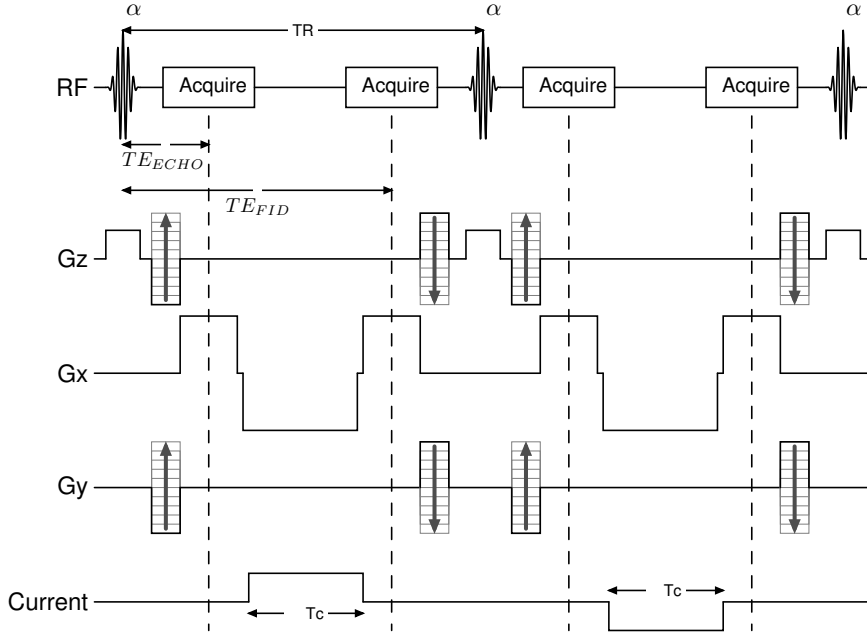 α α α
TR
RF Acquire Acquire Acquire Acquire
TE_ECHO
TE_FID
Gz
Gx
Gy
Current Tc Tc